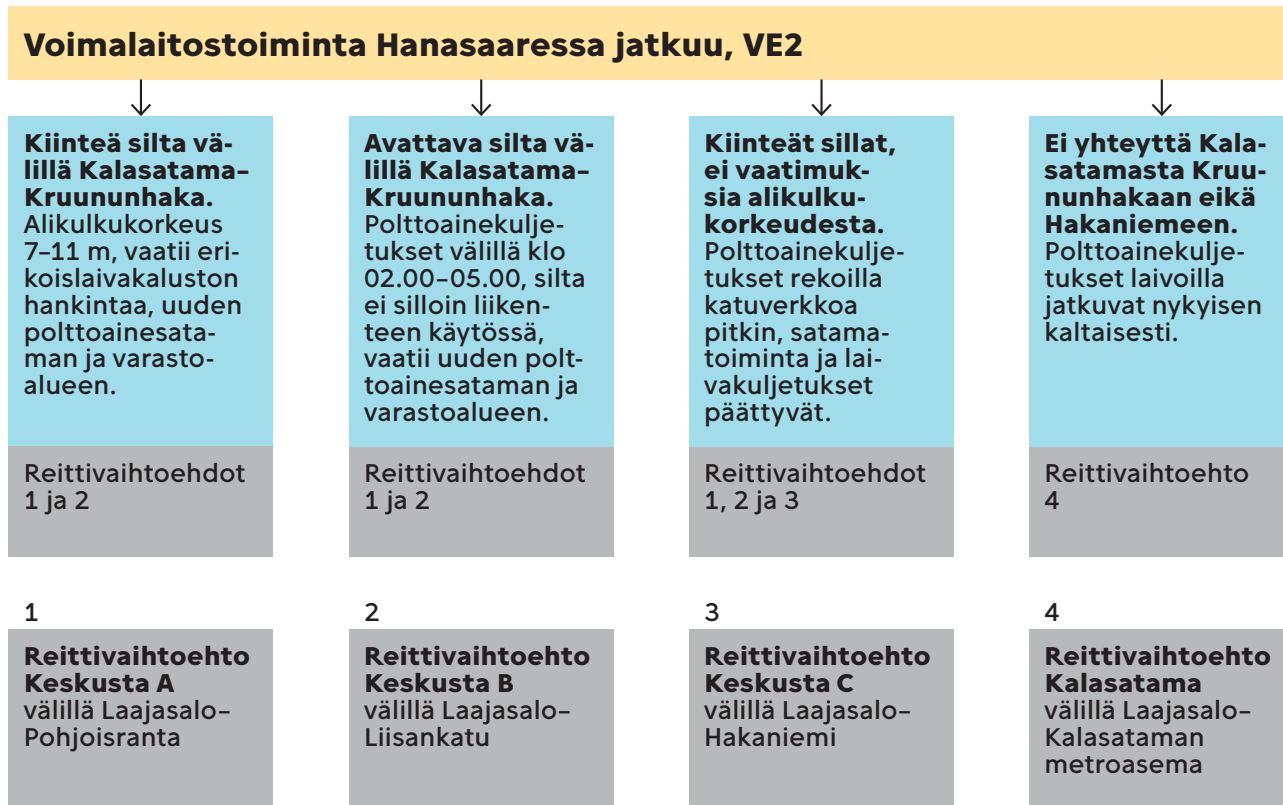 Voimalaitostoiminta Hanasaaressa jatkuu, VE2
Kiinteä silta vä-
lillä Kalasatama–
Kruununhaka.
Alikulkukorkeus
7–11 m, vaatii eri-
koislaivakaluston
hankintaa, uuden
polttoainesata-
man ja varasto-
alueen.
Reittivaihtoehdot
1 ja 2
Avattava silta vä-
lillä Kalasatama–
Kruununhaka.
Polttoainekulje-
tukset välillä klo
02.00–05.00, silta
ei silloin liiken-
teen käytössä,
vaatii uuden polt-
toainesataman ja
varastoalueen.
Reittivaihtoehdot
1 ja 2
Kiinteät sillat,
ei vaatimuk-
sia alikulku-
korkeudesta.
Polttoainekulje-
tukset rekoilla
katuverkkoa
pitkin, satama-
toiminta ja lai-
vakuljetukset
päättyvät.
Reittivaihtoehdot
1, 2 ja 3
Ei yhteyttä Kala-
satamasta Kruu-
nunhakaan eikä
Hakaniemeen.
Polttoainekulje-
tukset laivoilla
jatkuvat nykyisen
kaltaisesti.
Reittivaihtoehto
4
1
Reittivaihtoehto
Keskusta A
välillä Laajasalo–
Pohjoisranta
2
Reittivaihtoehto
Keskusta B
välillä Laajasalo–
Liisankatu
3
Reittivaihtoehto
Keskusta C
välillä Laajasalo–
Hakaniemi
4
Reittivaihtoehto
Kalasatama
välillä Laajasalo–
Kalasataman
metroasema